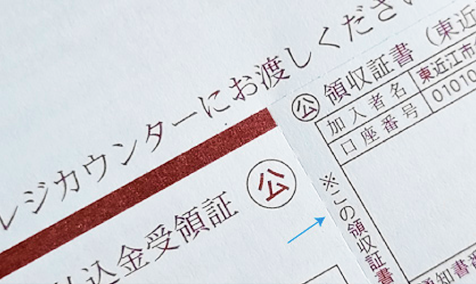 レジカウンターにお渡しください
公
込金受領証
公 領収証書（東近
加入者名 東近江市
口座番号 01010
※この領収証書
知書番